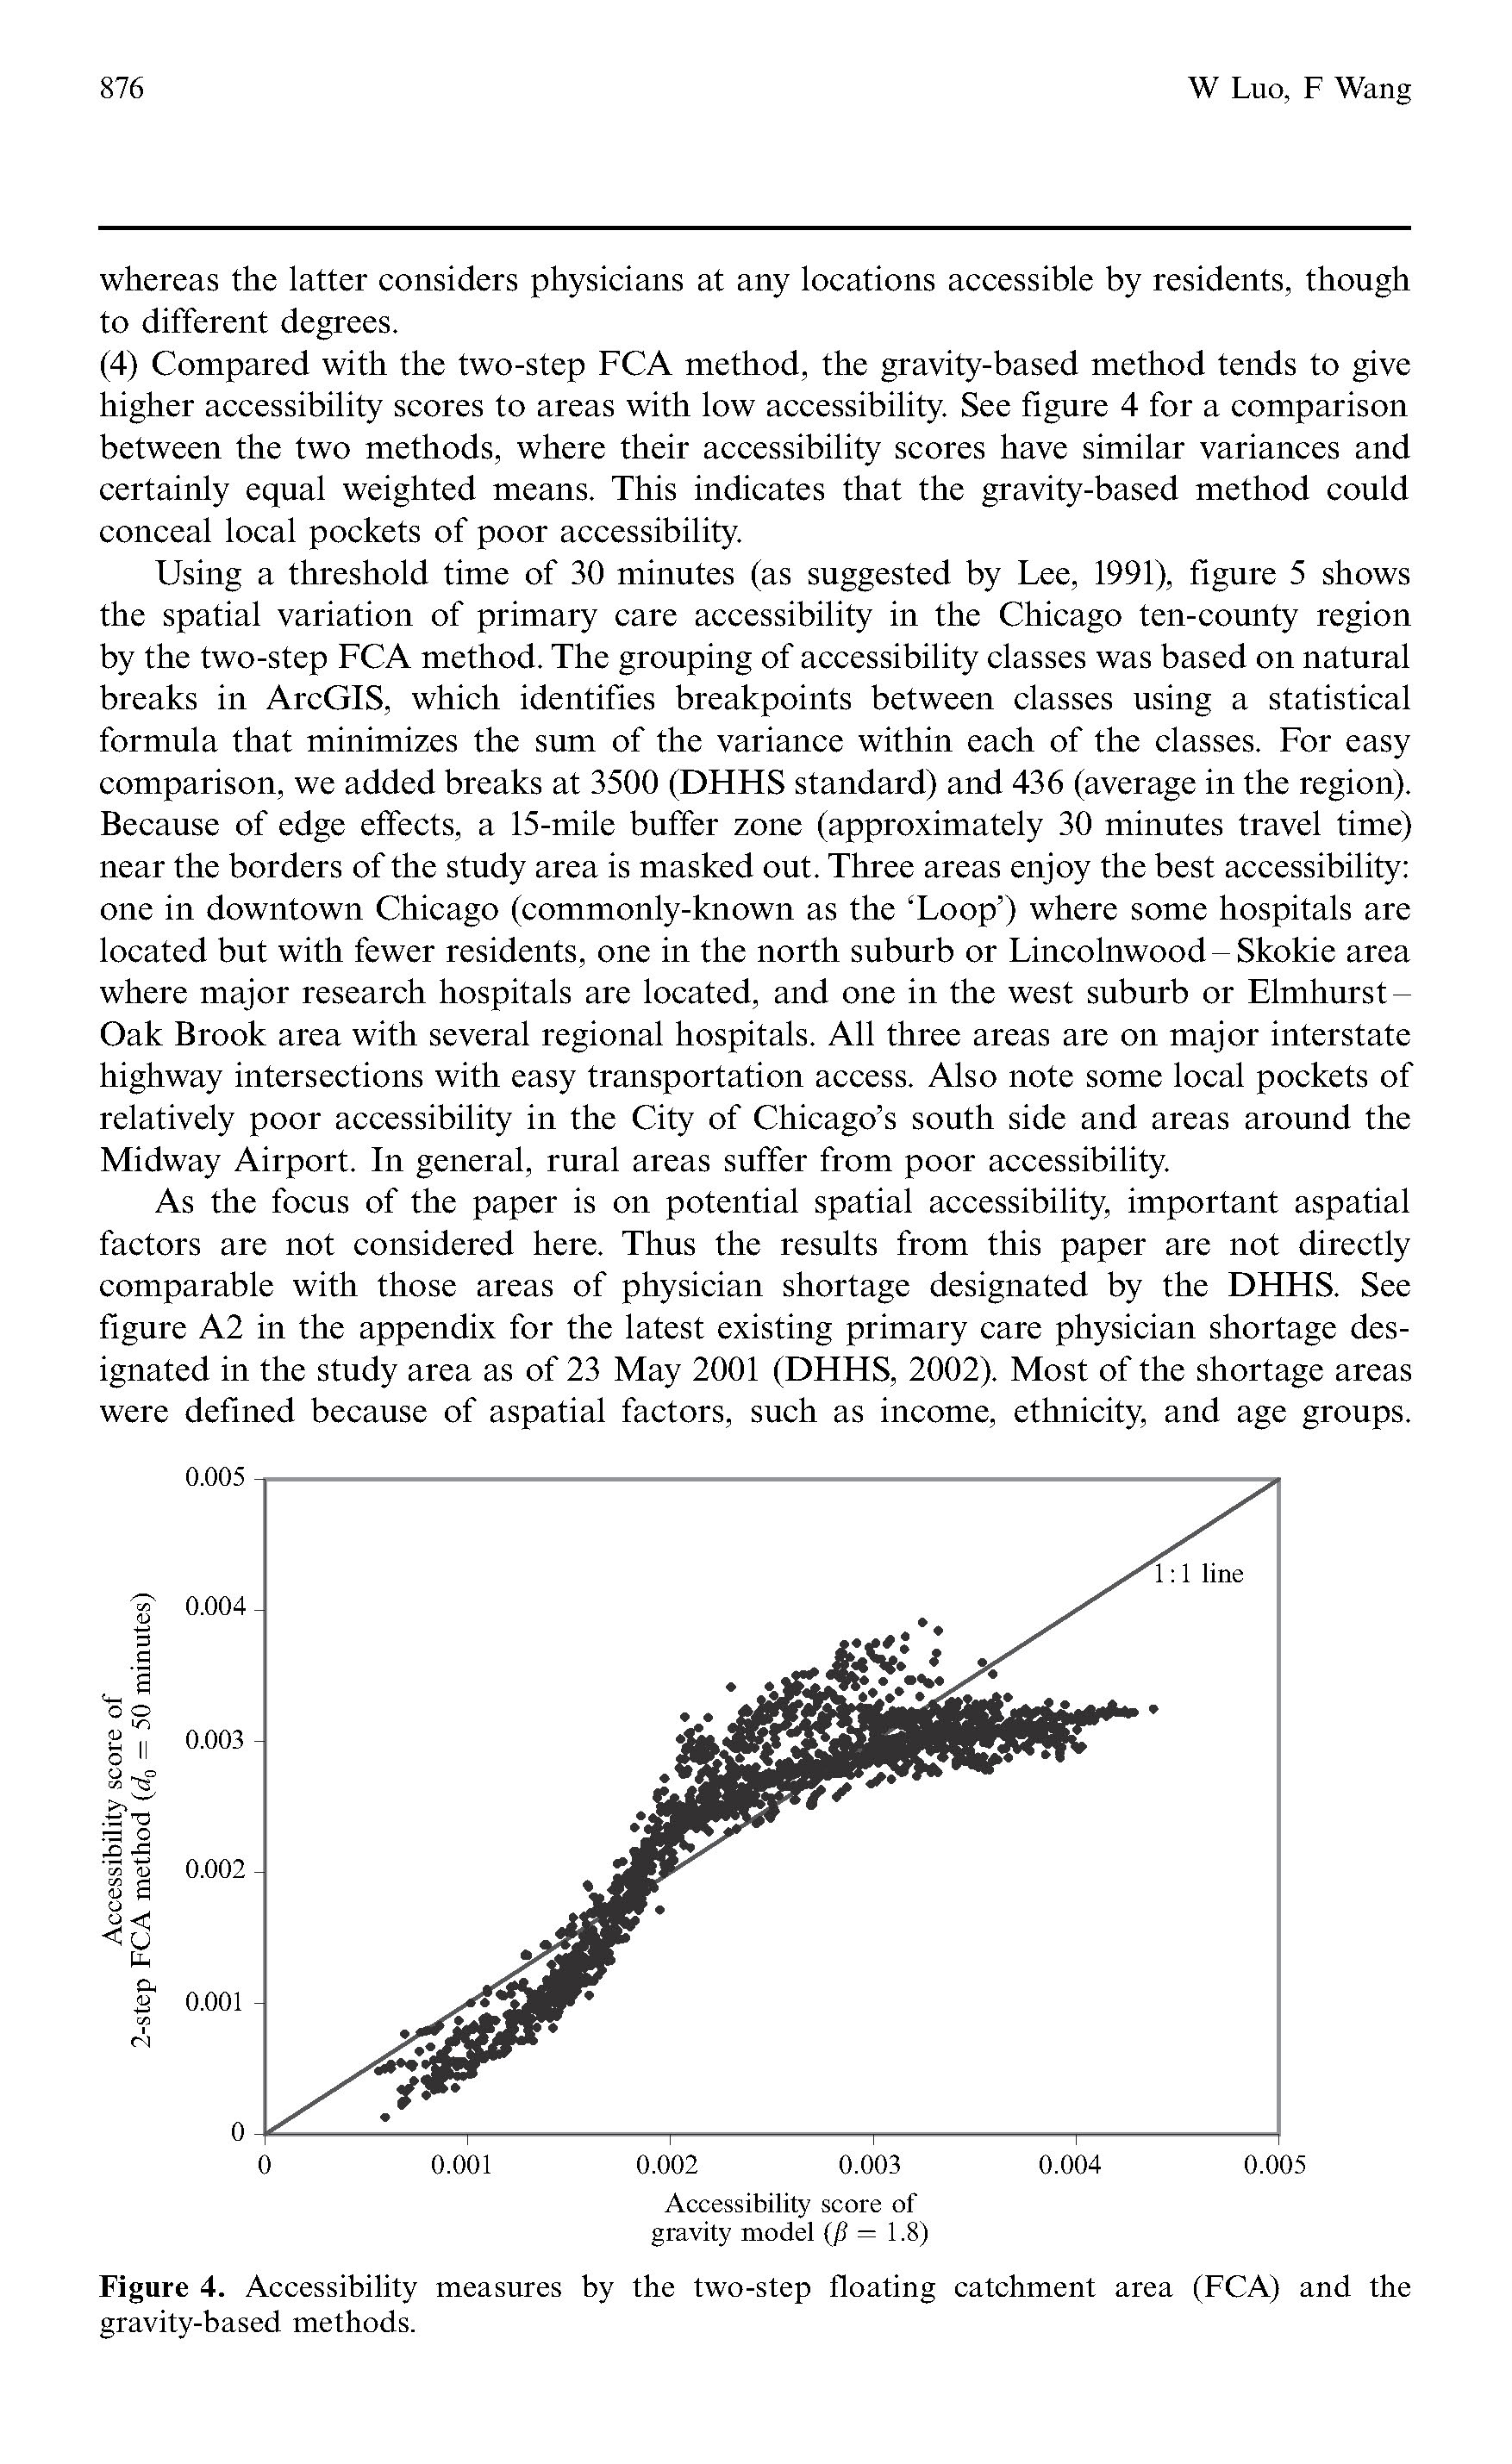 876
W Luo, F Wang
whereas the latter considers physicians at any locations accessible by residents, though
to different degrees.
(4) Compared with the two-step FCA method, the gravity-based method tends to give
higher accessibility scores to areas with low accessibility. See figure 4 for a comparison
between the two methods, where their accessibility scores have similar variances and
certainly equal weighted means. This indicates that the gravity-based method could
conceal local pockets of poor accessibility.
Using a threshold time of 30 minutes (as suggested by Lee, 1991), figure 5 shows
the spatial variation of primary care accessibility in the Chicago ten-county region
by the two-step FCA method. The grouping of accessibility classes was based on natural
breaks in ArcGIS, which identifies breakpoints between classes using a statistical
formula that minimizes the sum of the variance within each of the classes. For easy
comparison, we added breaks at 3500 (DHHS standard) and 436 (average in the region).
Because of edge effects, a 15-mile buffer zone (approximately 30 minutes travel time)
near the borders of the study area is masked out. Three areas enjoy the best accessibility:
one in downtown Chicago (commonly-known as the ‘Loop’) where some hospitals are
located but with fewer residents, one in the north suburb or Lincolnwood–Skokie area
where major research hospitals are located, and one in the west suburb or Elmhurst–
Oak Brook area with several regional hospitals. All three areas are on major interstate
highway intersections with easy transportation access. Also note some local pockets of
relatively poor accessibility in the City of Chicago’s south side and areas around the
Midway Airport. In general, rural areas suffer from poor accessibility.
As the focus of the paper is on potential spatial accessibility, important aspatial
factors are not considered here. Thus the results from this paper are not directly
comparable with those areas of physician shortage designated by the DHHS. See
figure A2 in the appendix for the latest existing primary care physician shortage des-
ignated in the study area as of 23 May 2001 (DHHS, 2002). Most of the shortage areas
were defined because of aspatial factors, such as income, ethnicity, and age groups.
0.005
0.004
0.003
0.002
0.001
0
Accessibility score of
2-step FCA method (d₀ = 50 minutes)
1:1 line
0
0.001
0.002
0.003
0.004
0.005
Accessibility score of
gravity model (β = 1.8)
Figure 4. Accessibility measures by the two-step floating catchment area (FCA) and the
gravity-based methods.